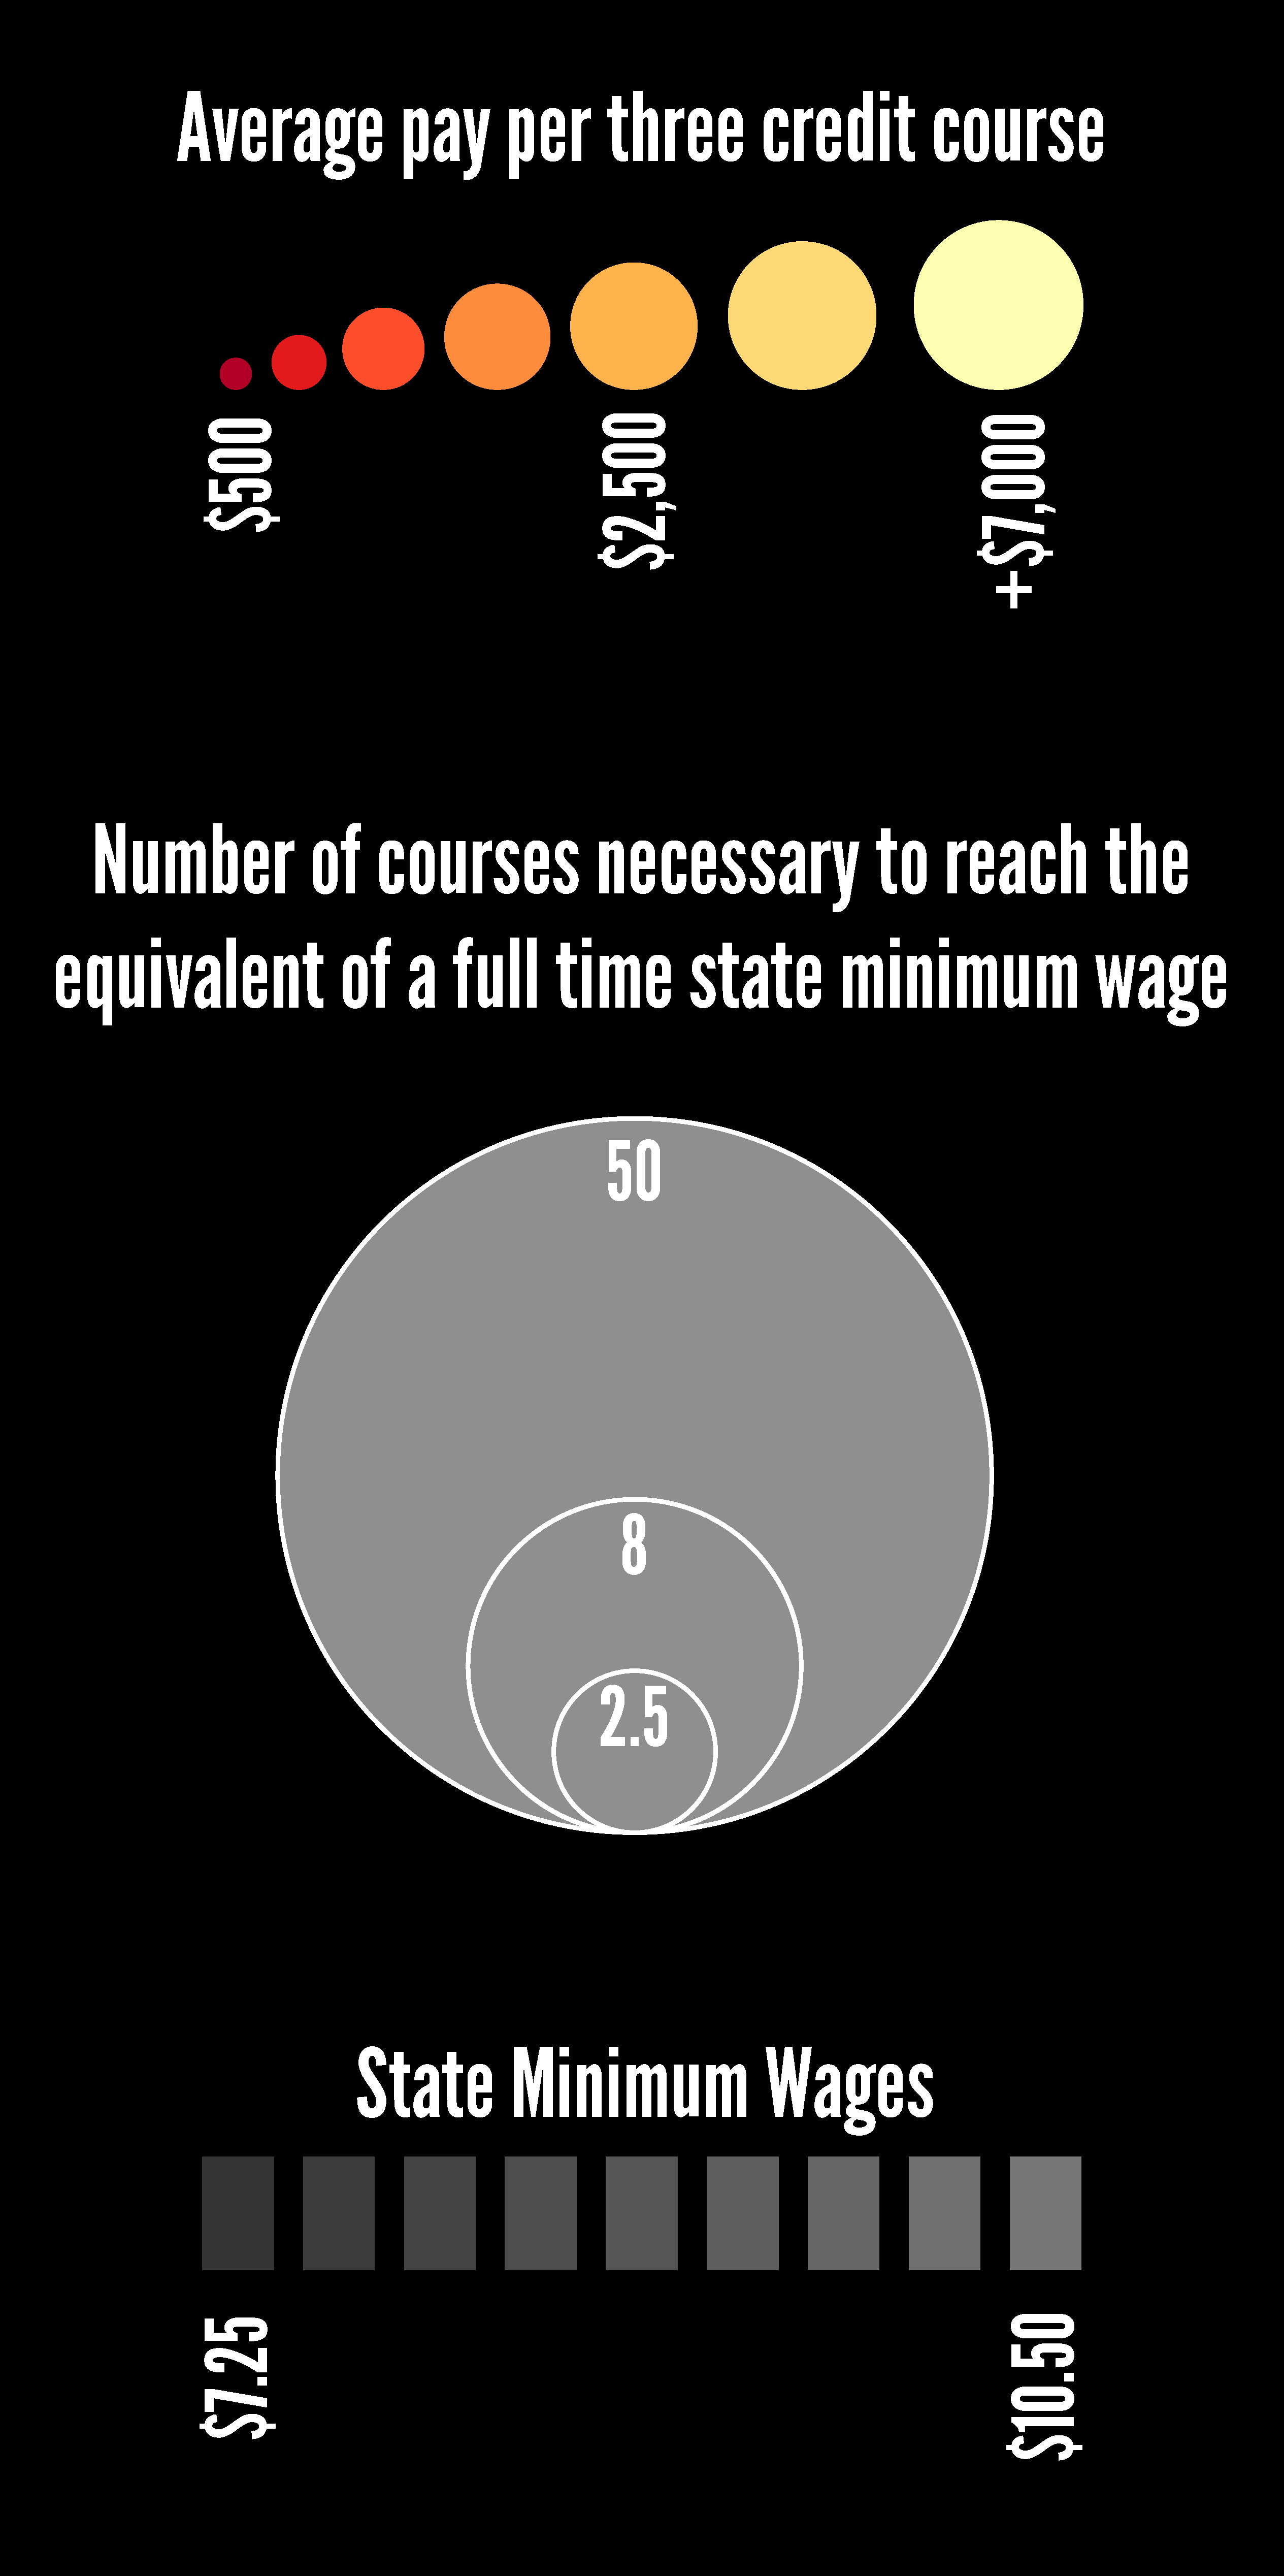 Average pay per three credit course
$500
$2,500
+$7,000
Number of courses necessary to reach the
equivalent of a full time state minimum wage
50
8
2.5
State Minimum Wages
$7.25
$10.50